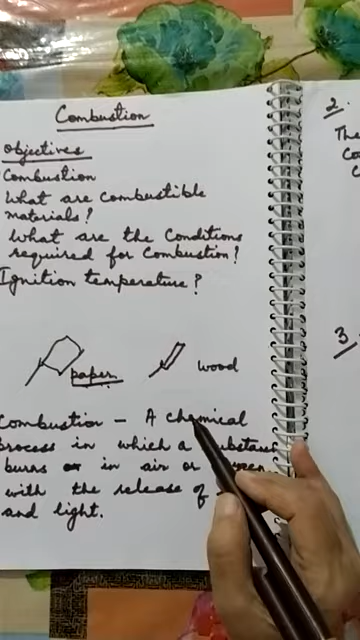 Combustion
Objectives
Combustion
What are combustible
materials?
What are the Conditions
required for Combustion?
Ignition temperature?
paper
wood
Combustion - A chemical
process in which a
burns in air or
with the release of
and light.
2.
The
Co
C
3